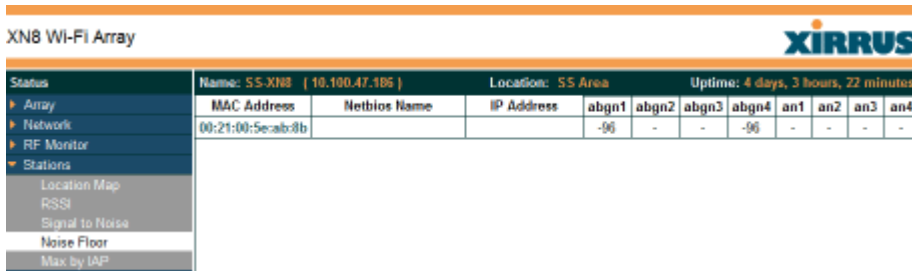 XN8 Wi-Fi Array
XIRRUS
Status
Name: SS-XN8 ( 10.100.47.186 ) Location: SS Area Uptime: 4 days, 3 hours, 22 minutes
Array
Network
RF Monitor
Stations
Location Map
RSSI
Signal to Noise
Noise Floor
Max by IAP
MAC Address Netbios Name IP Address abgn1 abgn2 abgn3 abgn4 an1 an2 an3 an4
00:21:00:5e:ab:8b -96 - - -96 - - - -